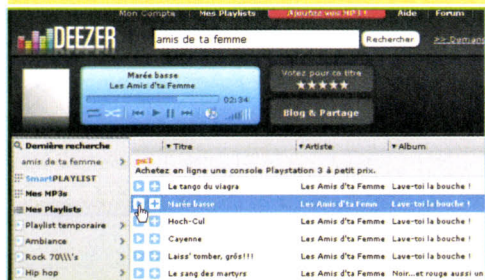 Mon Compte Mes Playlists Ajoutez vos MP3 ! Aide Forum
DEEZER amis de ta femme Rechercher >> Deman
Marée basse
Les Amis d'ta Femme
02:34
Votez pour ce titre
Blog & Partage
Dernière recherche
amis de ta femme
SmartPLAYLIST
Mes MP3s
Mes Playlists
Playlist temporaire
Ambiance
Rock 70\\\'s
Hip hop
Titre Artiste Album
Achetez en ligne une console Playstation 3 à petit prix.
Le tango du viagra Les Amis d'ta Femme Lave-toi la bouche !
Marée basse Les Amis d'ta Femm Lave-toi la bouche !
Hoch-Cul Les Amis d'ta Femme Lave-toi la bouche !
Cayenne Les Amis d'ta Femme Lave-toi la bouche !
Laiss' tomber, grós!!! Les Amis d'ta Femme Lave-toi la bouche !
Le sang des martyrs Les Amis d'ta Femme Noir...et rouge aussi un